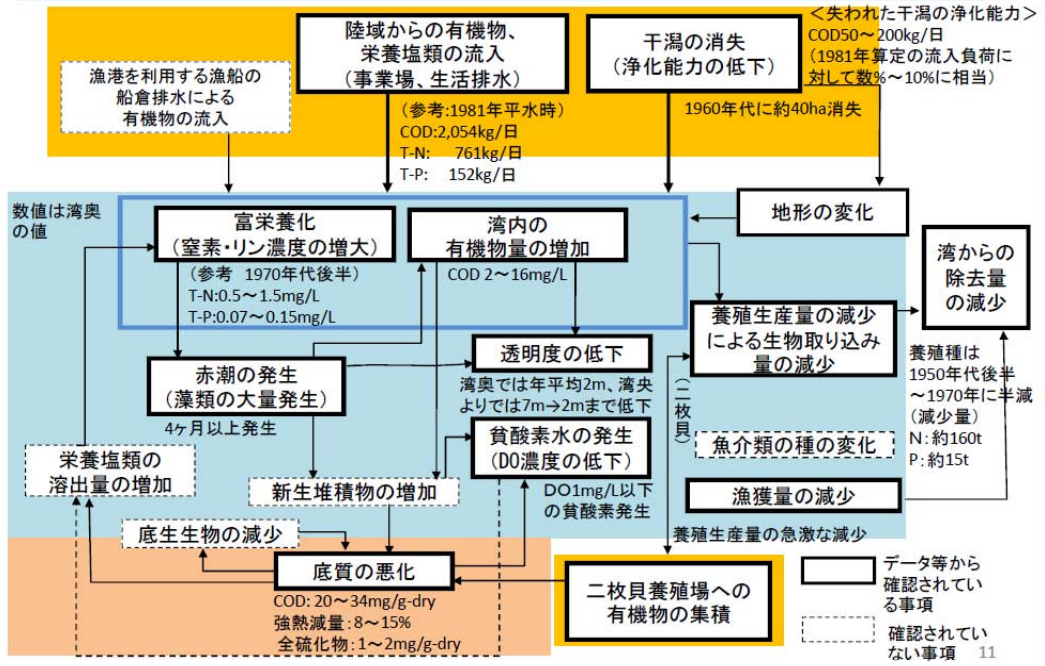 陸域からの有機物、
栄養塩類の流入
(事業場、生活排水)
干潟の消失
(浄化能力の低下)
＜失われた干潟の浄化能力＞
COD50～200kg/日
(1981年算定の流入負荷に
対して数%～10%に相当)
漁港を利用する漁船の
船倉排水による
有機物の流入
(参考:1981年平水時)
COD:2,054kg/日
T-N: 761kg/日
T-P: 152kg/日
1960年代に約40ha消失
数値は湾奥
の値
富栄養化
(窒素・リン濃度の増大)
(参考 1970年代後半)
T-N:0.5～1.5mg/L
T-P:0.07～0.15mg/L
湾内の
有機物量の増加
COD 2～16mg/L
地形の変化
湾からの
除去量
の減少
養殖生産量の減少
による生物取り込み
量の減少
養殖種は
1950年代後半
～1970年に半減
(減少量)
N：約160t
P：約15t
赤潮の発生
(藻類の大量発生)
4ヶ月以上発生
透明度の低下
湾奥では年平均2m、湾央
よりでは7m→2mまで低下
(二枚貝)
貧酸素水の発生
(DO濃度の低下)
DO1mg/L以下
の貧酸素発生
魚介類の種の変化
漁獲量の減少
栄養塩類の
溶出量の増加
新生堆積物の増加
底生生物の減少
養殖生産量の急激な減少
底質の悪化
COD: 20～34mg/g-dry
強熱減量：8～15%
全硫化物：1～2mg/g-dry
二枚貝養殖場への
有機物の集積
データ等から
確認されてい
る事項
確認されてい
ない事項
11